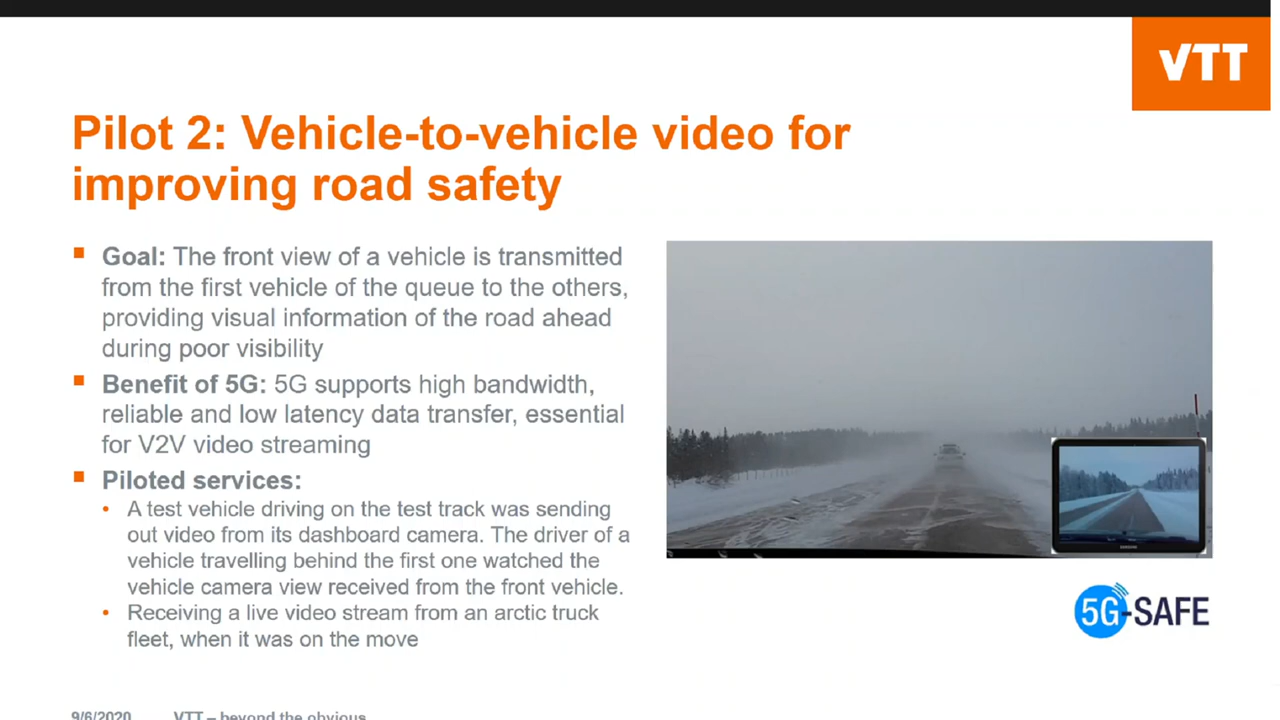 VTT
Pilot 2: Vehicle-to-vehicle video for
improving road safety
Goal: The front view of a vehicle is transmitted
from the first vehicle of the queue to the others,
providing visual information of the road ahead
during poor visibility
Benefit of 5G: 5G supports high bandwidth,
reliable and low latency data transfer, essential
for V2V video streaming
Piloted services:
A test vehicle driving on the test track was sending
out video from its dashboard camera. The driver of a
vehicle travelling behind the first one watched the
vehicle camera view received from the front vehicle.
Receiving a live video stream from an arctic truck
fleet, when it was on the move
5G-SAFE
9/6/2020 VTT – beyond the obvious